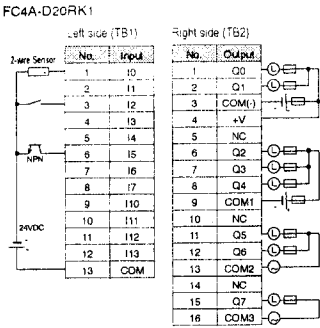 FC4A-D20RK1
Left side (TB1) Right side (TB2)
2-wire Sensor
No. Input
1 I0
2 I1
3 I2
4 I3
5 I4
6 I5
7 I6
8 I7
9 I10
10 I11
11 I12
12 I13
13 COM
NPN
24VDC
No. Output
1 Q0
2 Q1
3 COM(-)
4 +V
5 NC
6 Q2
7 Q3
8 Q4
9 COM1
10 NC
11 Q5
12 Q6
13 COM2
14 NC
15 Q7
16 COM3
L
L
L
L
L
L
L
L